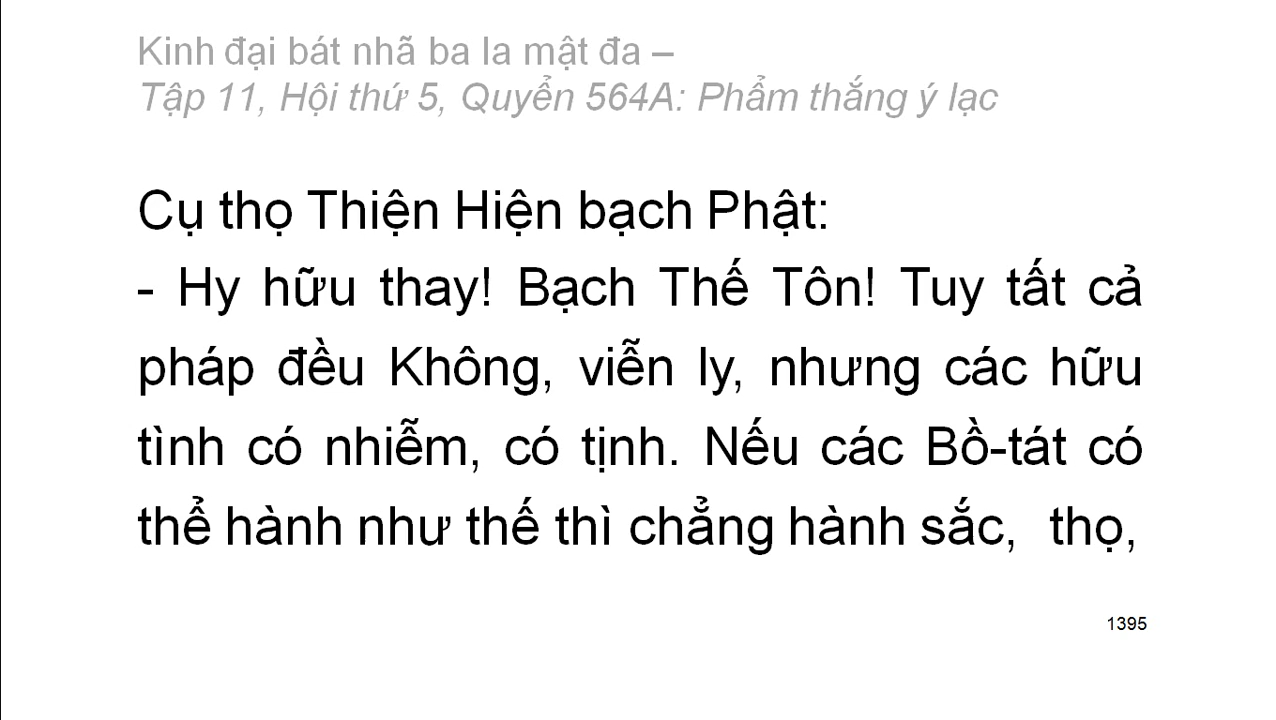 Kinh đại bát nhã ba la mật đa –
Tập 11, Hội thứ 5, Quyển 564A: Phẩm thắng ý lạc
Cụ thọ Thiện Hiện bạch Phật:
- Hy hữu thay! Bạch Thế Tôn! Tuy tất cả
pháp đều Không, viễn ly, nhưng các hữu
tình có nhiễm, có tịnh. Nếu các Bồ-tát có
thể hành như thế thì chẳng hành sắc, thọ,
1395